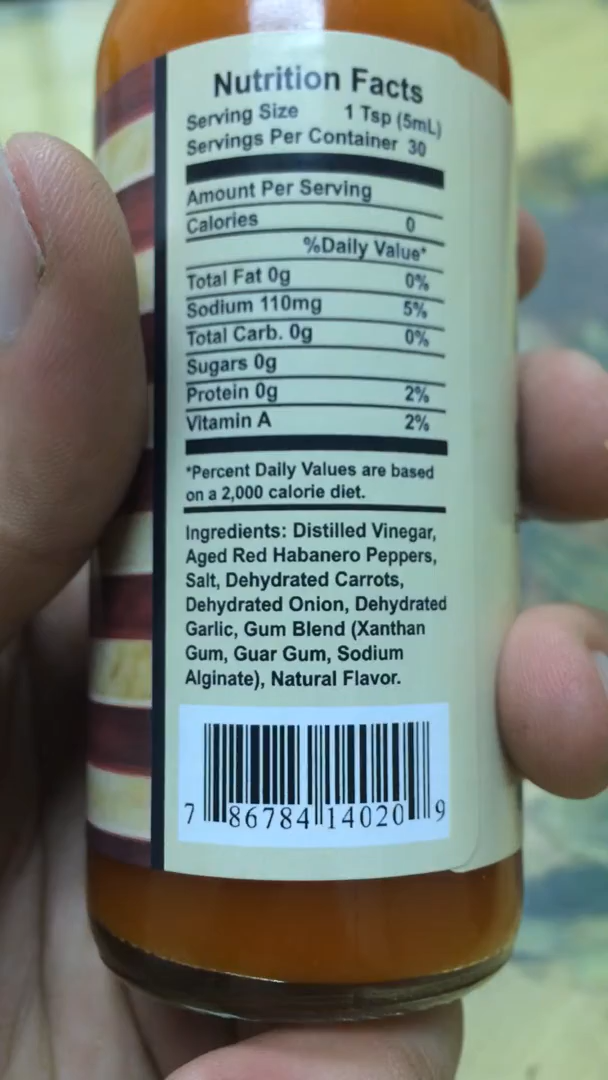 Nutrition Facts
Serving Size 1 Tsp (5mL)
Servings Per Container 30
Amount Per Serving
Calories 0
%Daily Value*
Total Fat 0g 0%
Sodium 110mg 5%
Total Carb. 0g 0%
Sugars 0g
Protein 0g 2%
Vitamin A 2%
*Percent Daily Values are based
on a 2,000 calorie diet.
Ingredients: Distilled Vinegar,
Aged Red Habanero Peppers,
Salt, Dehydrated Carrots,
Dehydrated Onion, Dehydrated
Garlic, Gum Blend (Xanthan
Gum, Guar Gum, Sodium
Alginate), Natural Flavor.
7 86784 14020 9